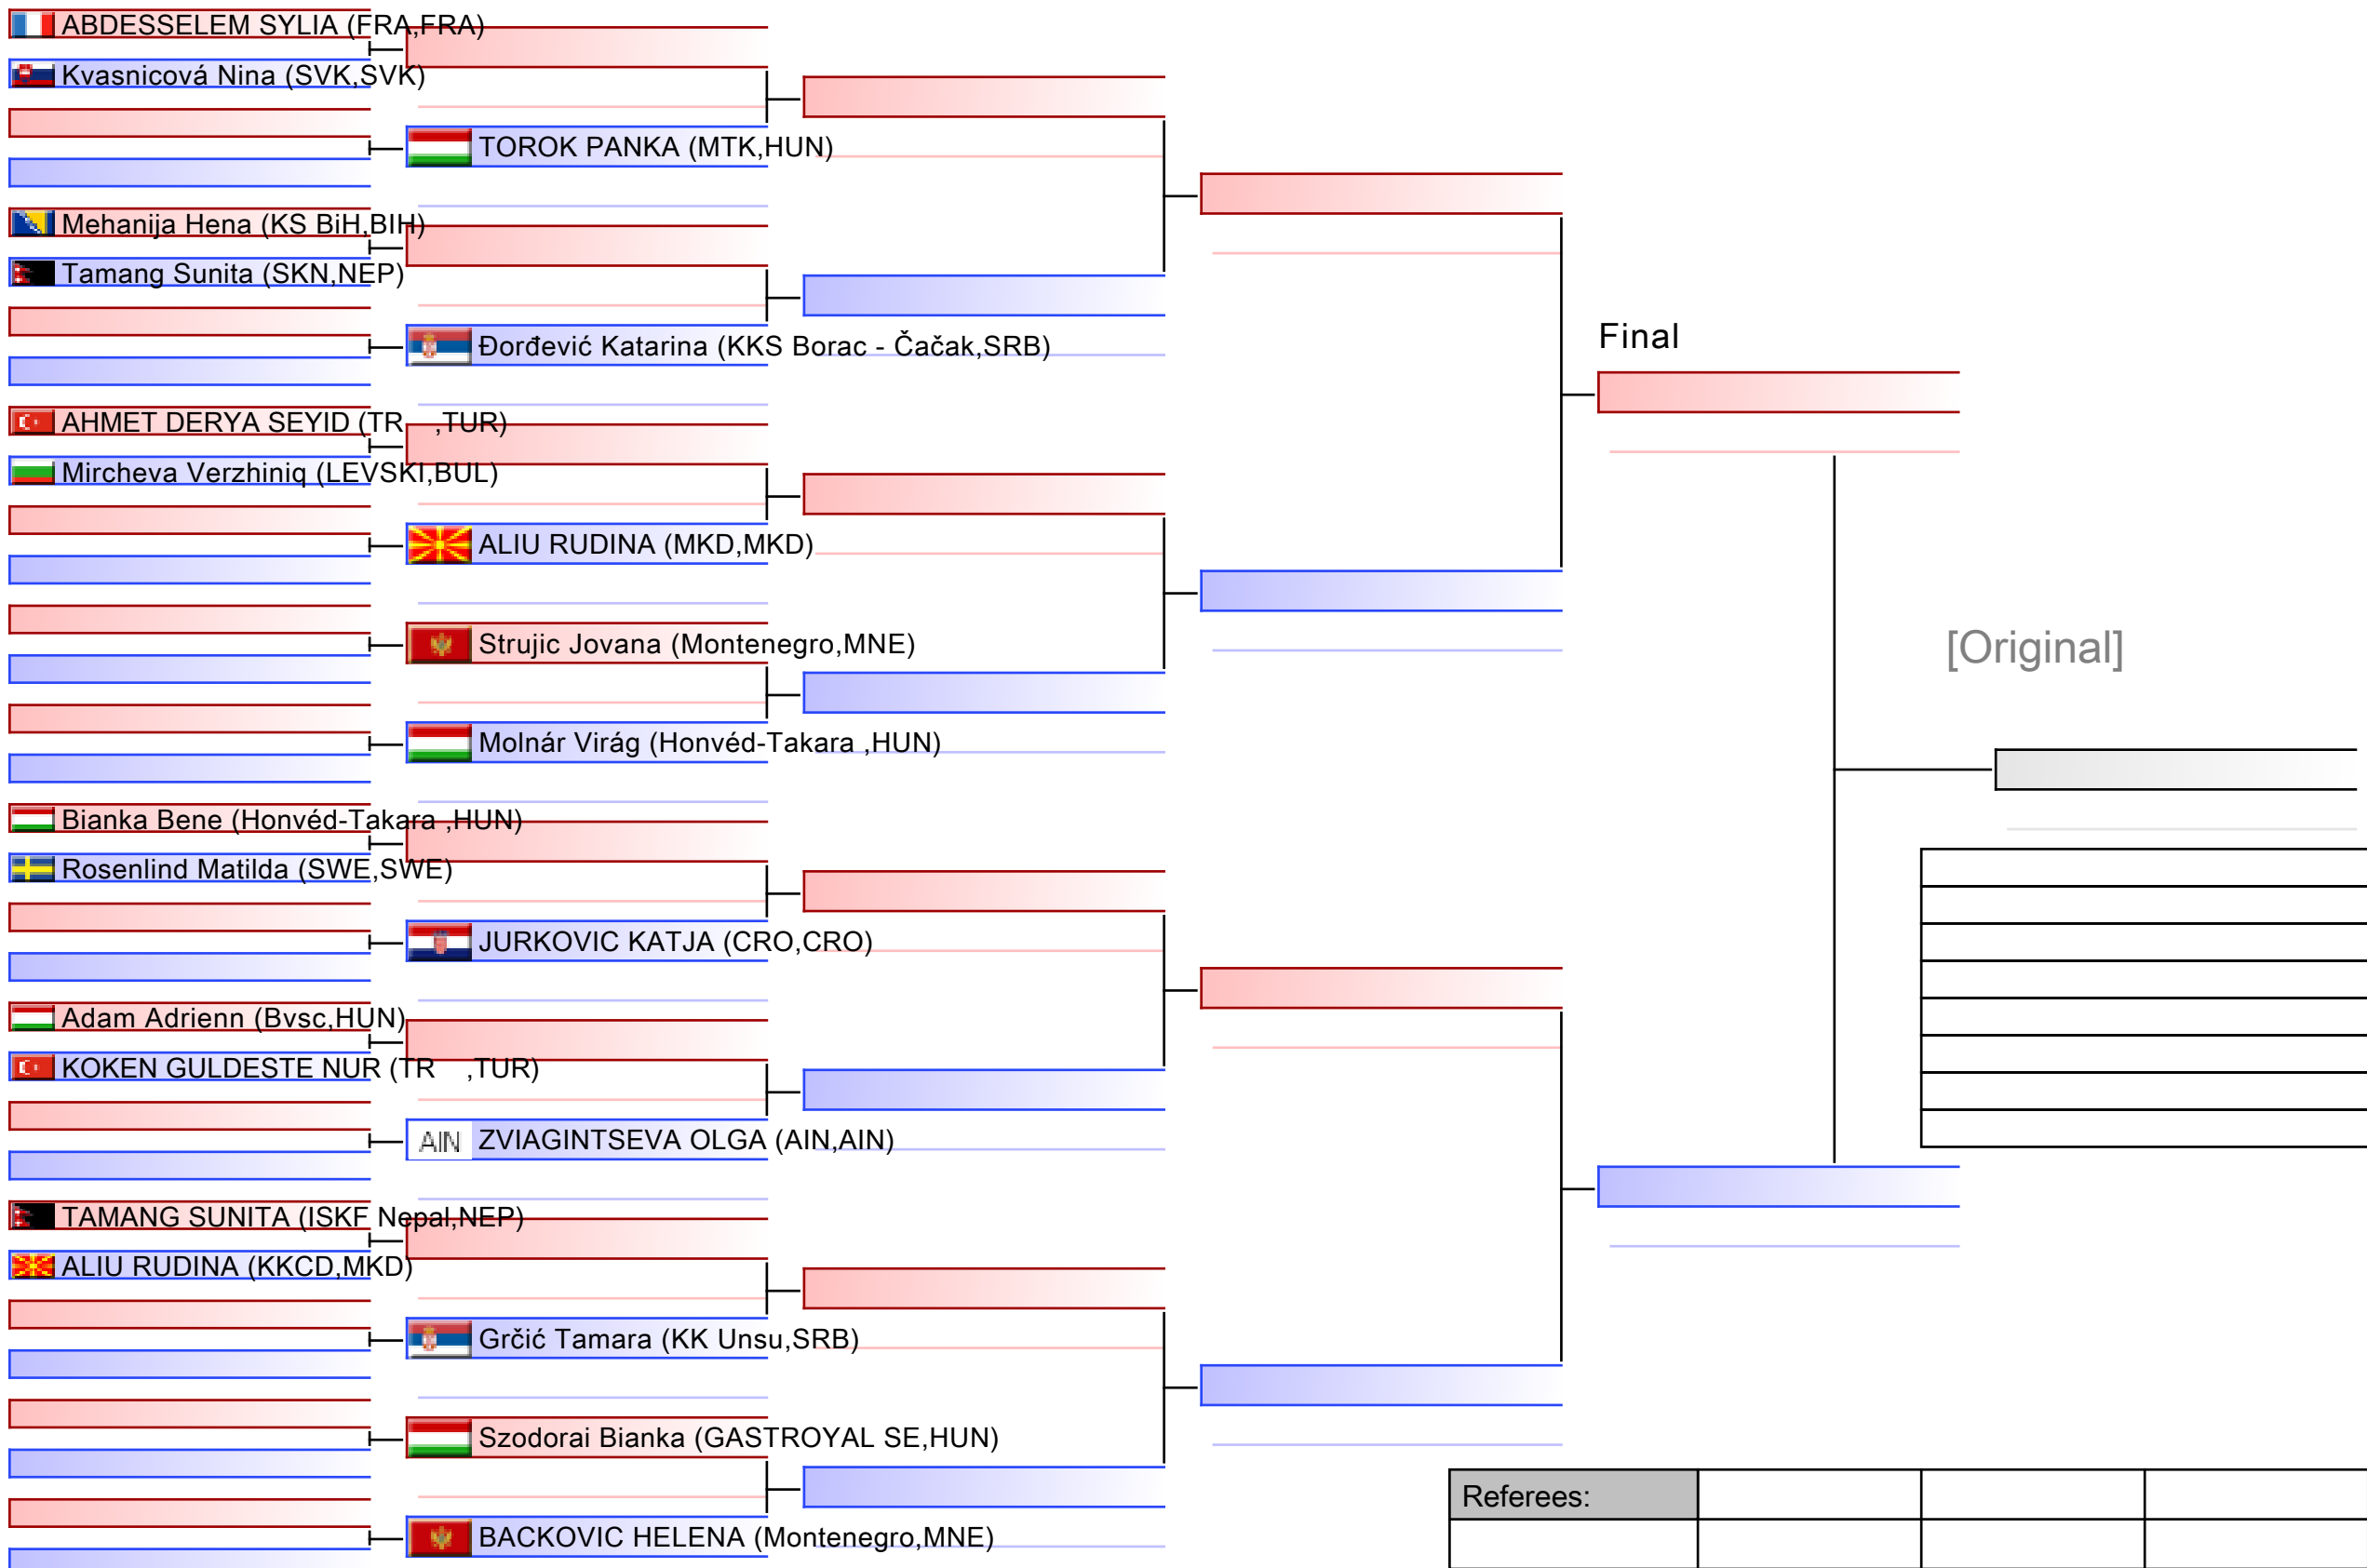 ABDESSELEM SYLIA (FRA,FRA)
Kvasnicová Nina (SVK,SVK)
TOROK PANKA (MTK,HUN)
Mehanija Hena (KS BiH,BIH)
Tamang Sunita (SKN,NEP)
Đorđević Katarina (KKS Borac - Čačak,SRB)
Final
AHMET DERYA SEYID (TR ,TUR)
Mircheva Verzhiniq (LEVSKI,BUL)
ALIU RUDINA (MKD,MKD)
Strujic Jovana (Montenegro,MNE)
[Original]
Molnár Virág (Honvéd-Takara ,HUN)
Bianka Bene (Honvéd-Takara ,HUN)
Rosenlind Matilda (SWE,SWE)
JURKOVIC KATJA (CRO,CRO)
Adam Adrienn (Bvsc,HUN)
KOKEN GULDESTE NUR (TR ,TUR)
AIN ZVIAGINTSEVA OLGA (AIN,AIN)
TAMANG SUNITA (ISKF Nepal,NEP)
ALIU RUDINA (KKCD,MKD)
Grčić Tamara (KK Unsu,SRB)
Szodorai Bianka (GASTROYAL SE,HUN)
Referees:
BACKOVIC HELENA (Montenegro,MNE)